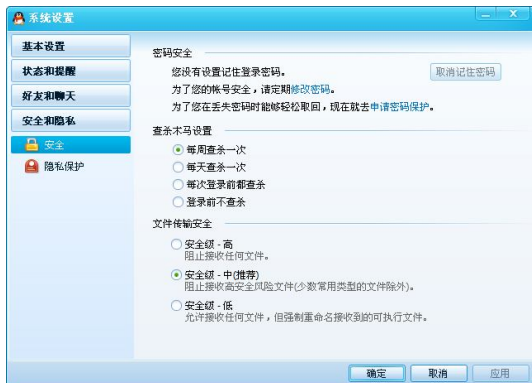 系统设置
基本设置
状态和提醒
好友和聊天
安全和隐私
安全
隐私保护
密码安全
您没有设置记住登录密码。
取消记住密码
为了您的帐号安全，请定期修改密码。
为了您在丢失密码时能够轻松取回，现在就去申请密码保护。
查杀木马设置
每周查杀一次
每天查杀一次
每次登录前都查杀
登录前不查杀
文件传输安全
安全级 - 高
阻止接收任何文件。
安全级 - 中(推荐)
阻止接收高安全风险文件(少数常用类型的文件除外)。
安全级 - 低
允许接收任何文件，但强制重命名接收到的可执行文件。
确定
取消
应用